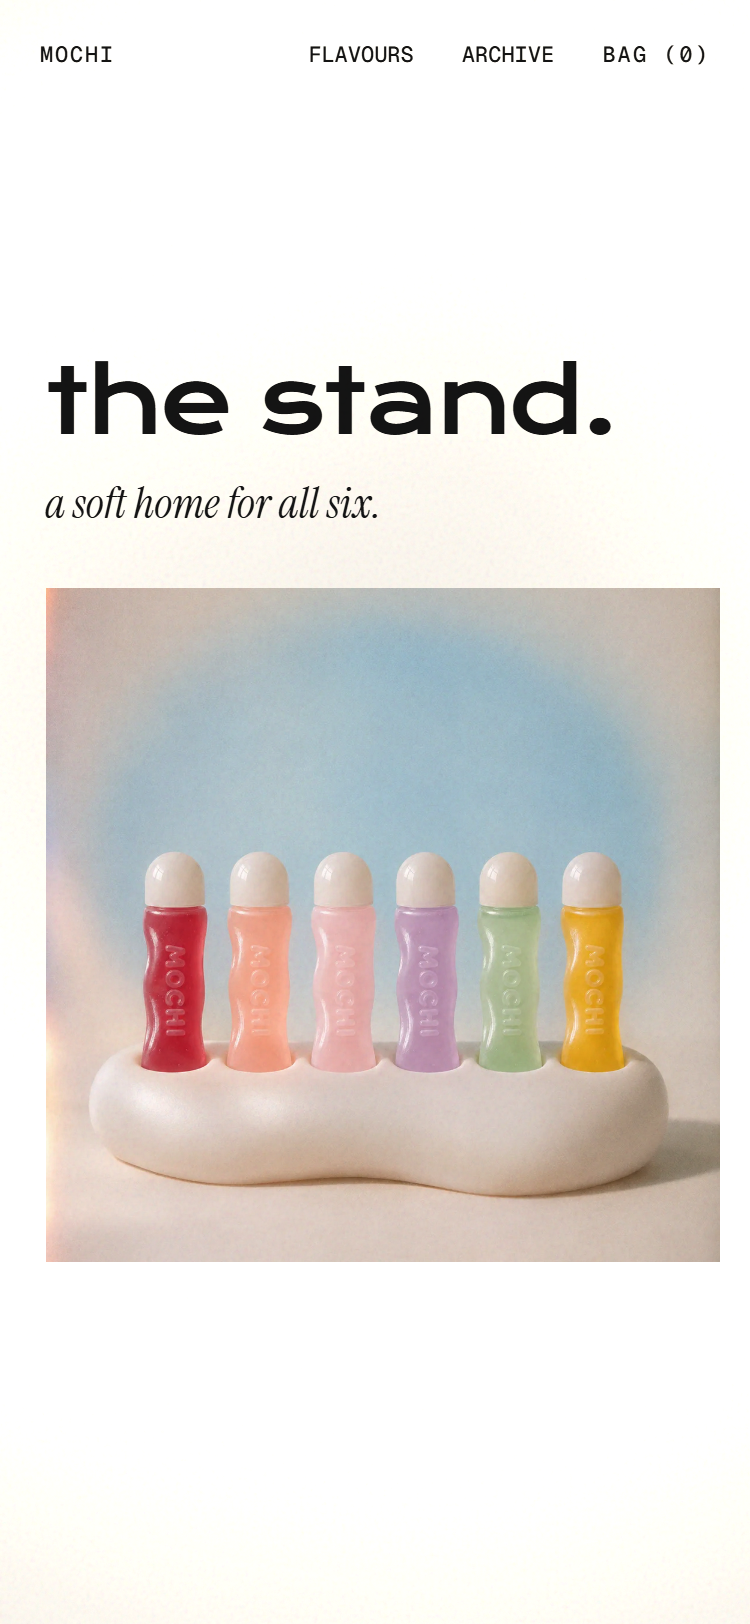 MOCHI FLAVOURS ARCHIVE BAG (0)
the stand.
a soft home for all six.
MOCHI MOCHI MOCHI MOCHI MOCHI MOCHI